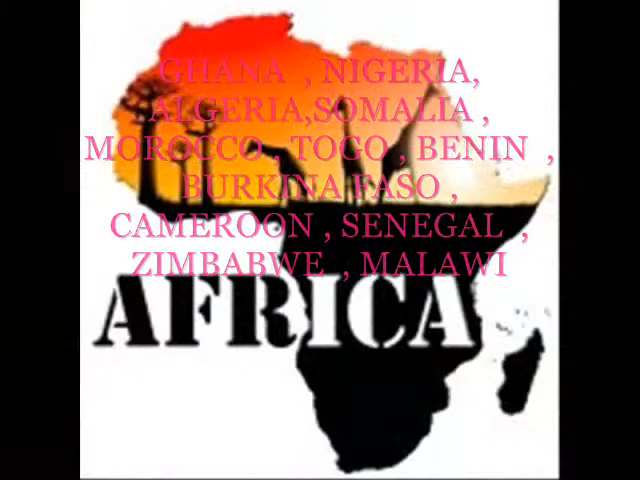 GHANA , NIGERIA,
ALGERIA,SOMALIA ,
MOROCCO , TOGO , BENIN ,
BURKINA FASO ,
CAMEROON , SENEGAL ,
ZIMBABWE , MALAWI
AFRICA